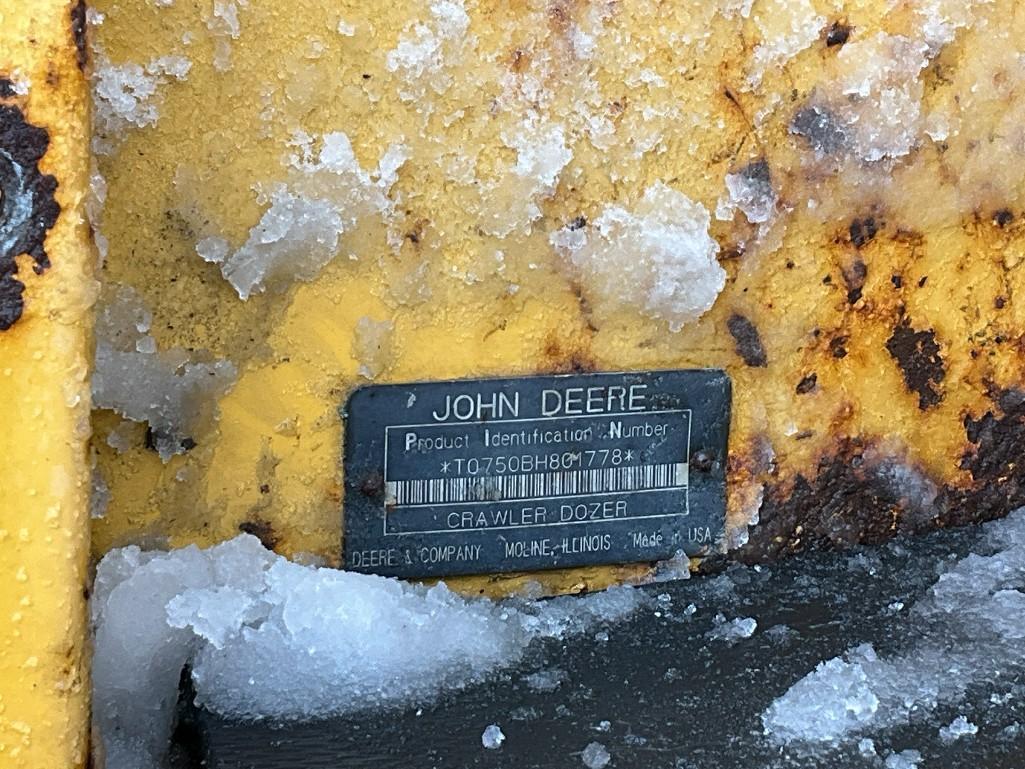 JOHN DEERE
Product Identification Number
*T0750BH801778*
CRAWLER DOZER
DEERE & COMPANY MOLINE, ILLINOIS Made in USA